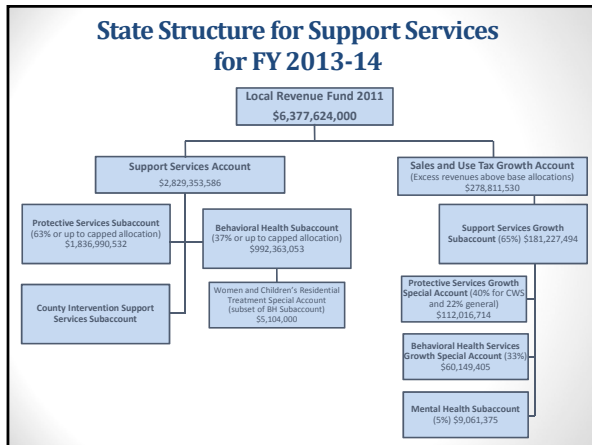 State Structure for Support Services
for FY 2013-14
Local Revenue Fund 2011
$6,377,624,000
Support Services Account
$2,829,353,586
Sales and Use Tax Growth Account
(Excess revenues above base allocations)
$278,811,530
Protective Services Subaccount
(63% or up to capped allocation)
$1,836,990,532
Behavioral Health Subaccount
(37% or up to capped allocation)
$992,363,053
Support Services Growth
Subaccount (65%) $181,227,494
County Intervention Support
Services Subaccount
Women and Children's Residential
Treatment Special Account
(subset of BH Subaccount)
$5,104,000
Protective Services Growth
Special Account (40% for CWS
and 22% general)
$112,016,714
Behavioral Health Services
Growth Special Account (33%)
$60,149,405
Mental Health Subaccount
(5%) $9,061,375